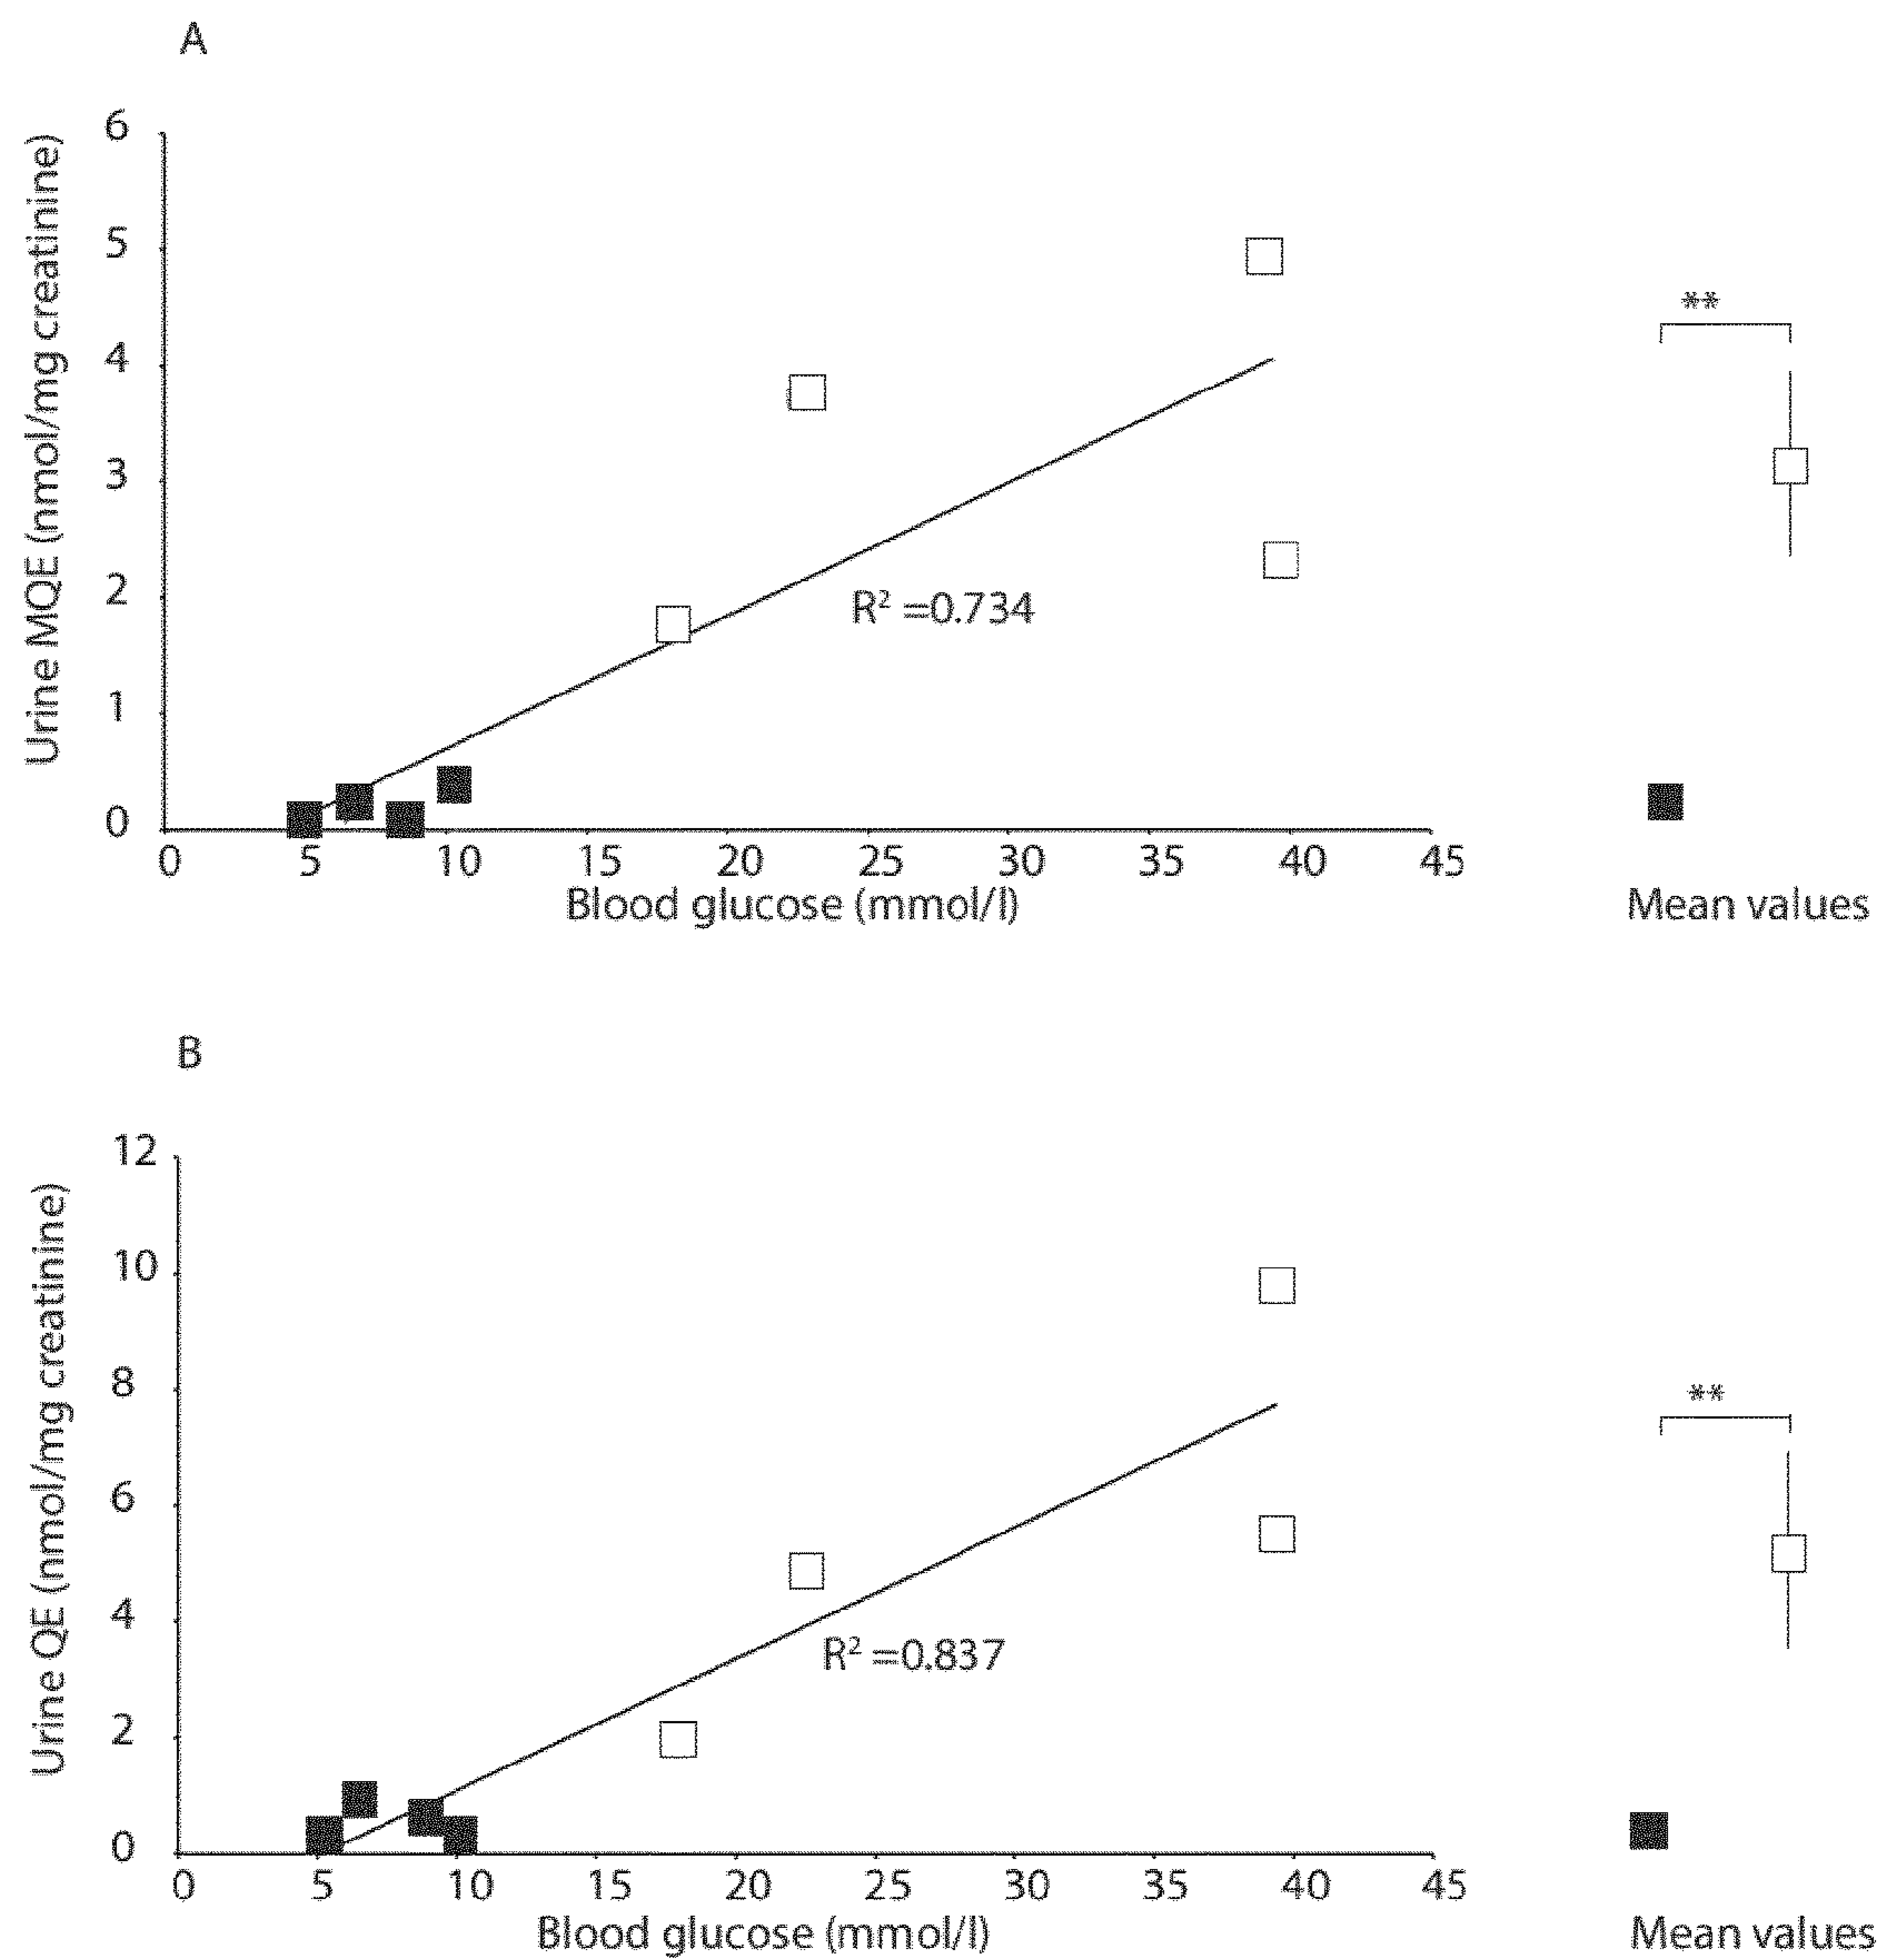 A
Urine MQE (nmol/mg creatinine)
6
5
4
3
2
1
0
0 5 10 15 20 25 30 35 40 45
Blood glucose (mmol/l)
R² =0.734
**
Mean values
B
Urine QE (nmol/mg creatinine)
12
10
8
6
4
2
0
0 5 10 15 20 25 30 35 40 45
Blood glucose (mmol/l)
R² =0.837
**
Mean values